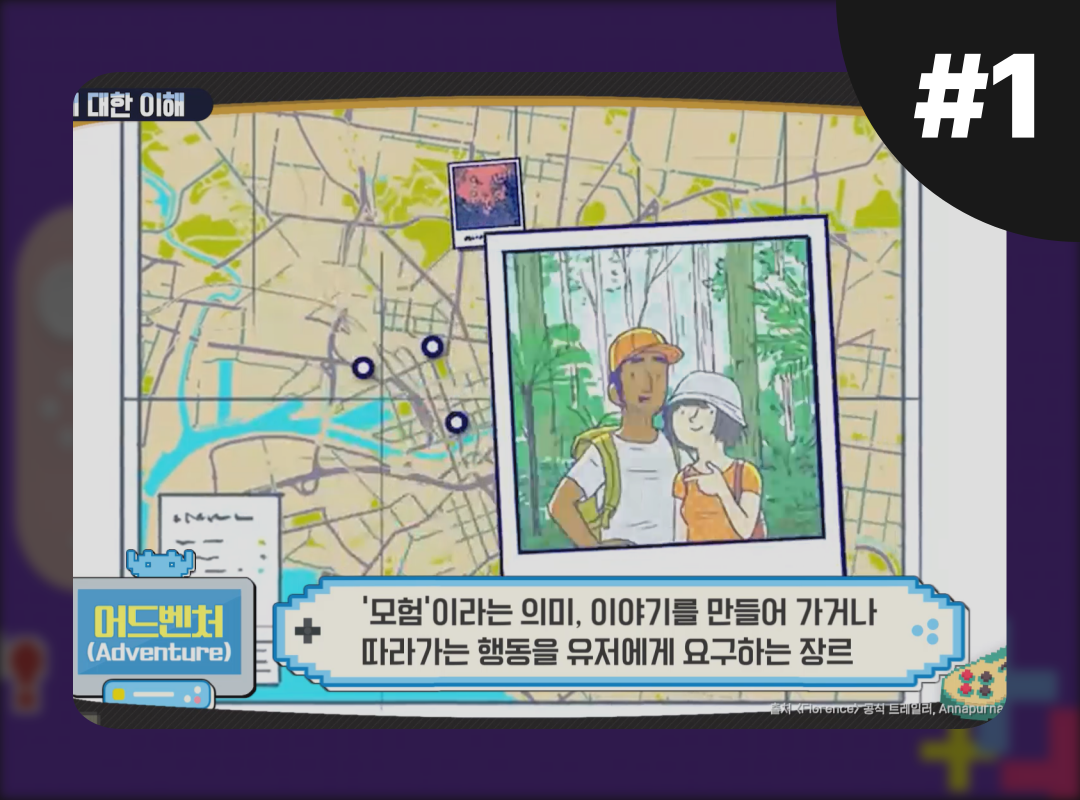 #1
대한 이해
어드벤처
(Adventure)
'모험'이라는 의미, 이야기를 만들어 가거나
따라가는 행동을 유저에게 요구하는 장르
출처 <Florence> 공식 트레일러, Annapurna